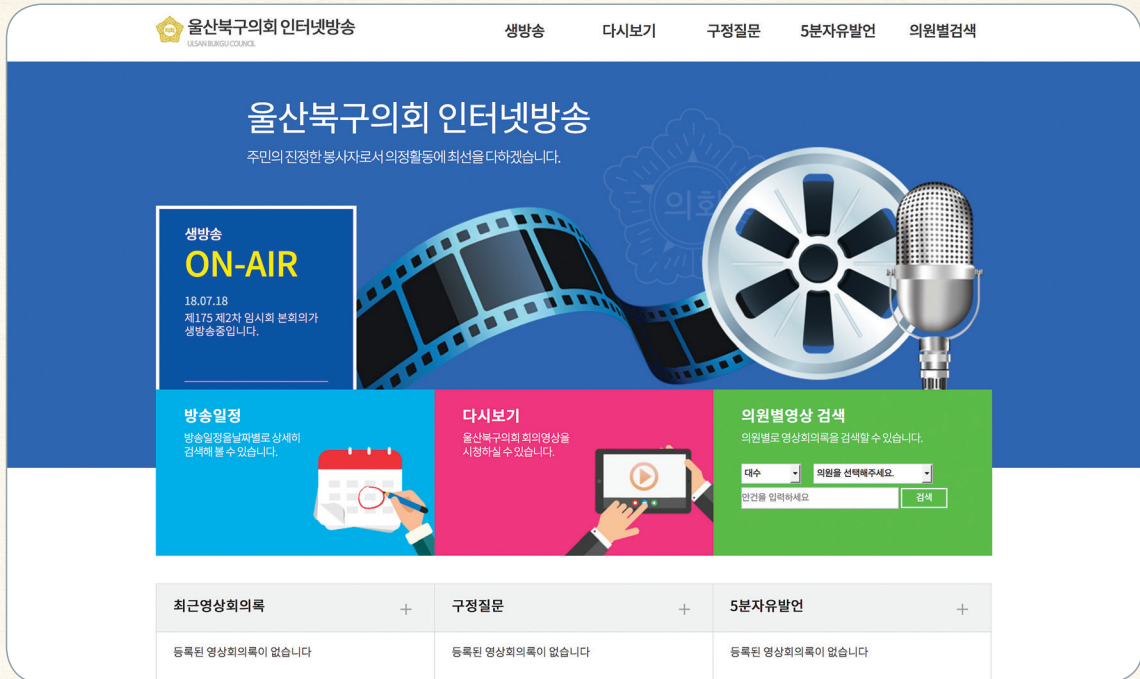 울산북구의회 인터넷방송
ULSAN BUKGU COUNCIL
생방송 다시보기 구정질문 5분자유발언 의원별검색
울산북구의회 인터넷방송
주민의 진정한 봉사자로서 의정활동에 최선을 다하겠습니다.
의회
생방송
ON-AIR
18.07.18
제175 제2차 임시회 본회의가
생방송중입니다.
방송일정
방송일정을날짜별로 상세히
검색해 볼 수 있습니다.
다시보기
울산북구의회 회의영상을
시청하실 수 있습니다.
의원별영상 검색
의원별로 영상회의록을 검색할 수 있습니다.
대수 의원을 선택해주세요.
안건을 입력하세요 검색
최근영상회의록 구정질문 5분자유발언
등록된 영상회의록이 없습니다 등록된 영상회의록이 없습니다 등록된 영상회의록이 없습니다